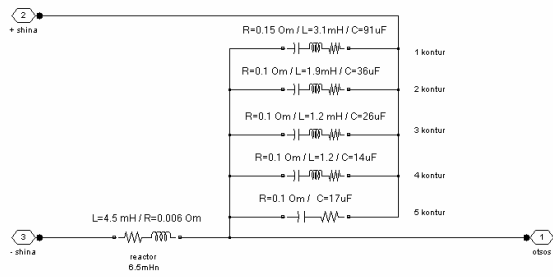 2
+ shina
R=0.15 Om / L=3.1mH / C=91uF
1 kontur
R=0.1 Om / L=1.9mH / C=36uF
2 kontur
R=0.1 Om / L=1.2 mH / C=26uF
3 kontur
R=0.1 Om / L=1.2 / C=14uF
4 kontur
R=0.1 Om / C=17uF
5 kontur
L=4.5 mH / R=0.006 Om
3
- shina
reactor
6.5mHn
1
otsos